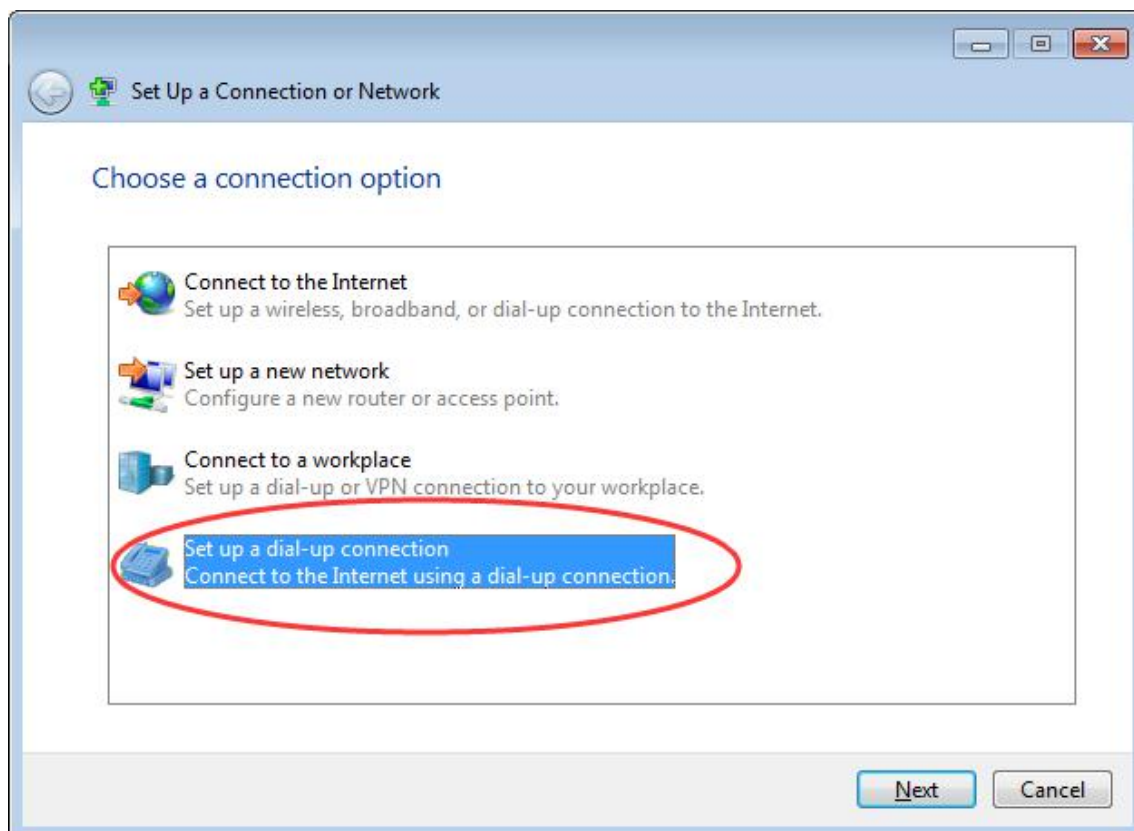 Set Up a Connection or Network
Choose a connection option
Connect to the Internet
Set up a wireless, broadband, or dial-up connection to the Internet.
Set up a new network
Configure a new router or access point.
Connect to a workplace
Set up a dial-up or VPN connection to your workplace.
Set up a dial-up connection
Connect to the Internet using a dial-up connection.
Next Cancel